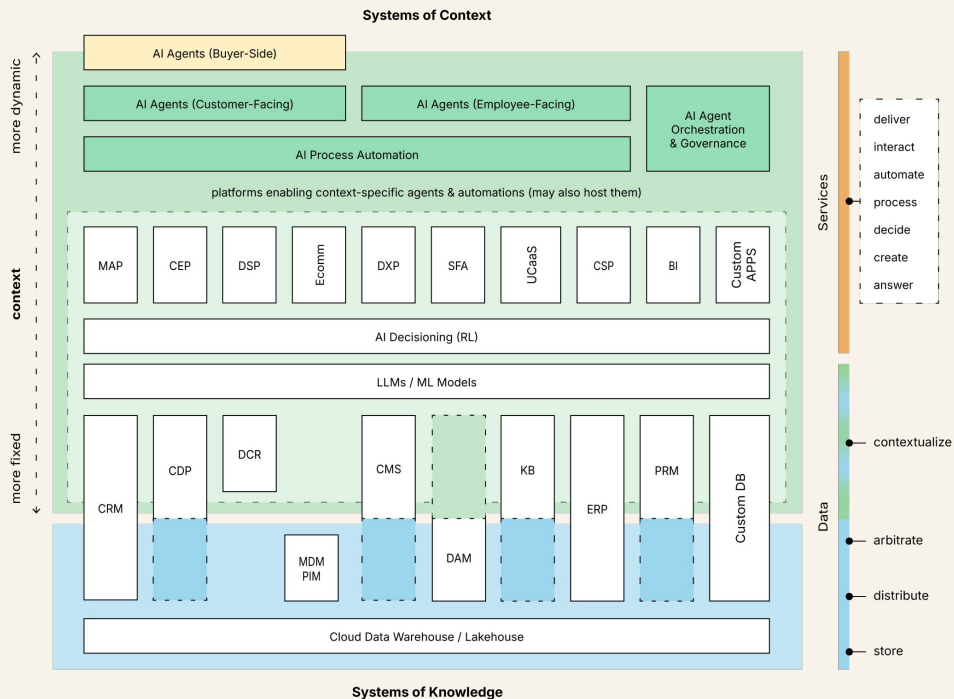 Systems of Context
more dynamic
context
more fixed
AI Agents (Buyer-Side)
AI Agents (Customer-Facing)
AI Agents (Employee-Facing)
AI Agent
Orchestration
& Governance
AI Process Automation
platforms enabling context-specific agents & automations (may also host them)
MAP
CEP
DSP
Ecomm
DXP
SFA
UCaaS
CSP
BI
Custom
APPS
AI Decisioning (RL)
LLMs / ML Models
CRM
CDP
DCR
MDM
PIM
CMS
DAM
KB
ERP
PRM
Custom DB
Cloud Data Warehouse / Lakehouse
Systems of Knowledge
Services
deliver
interact
automate
process
decide
create
answer
Data
contextualize
arbitrate
distribute
store